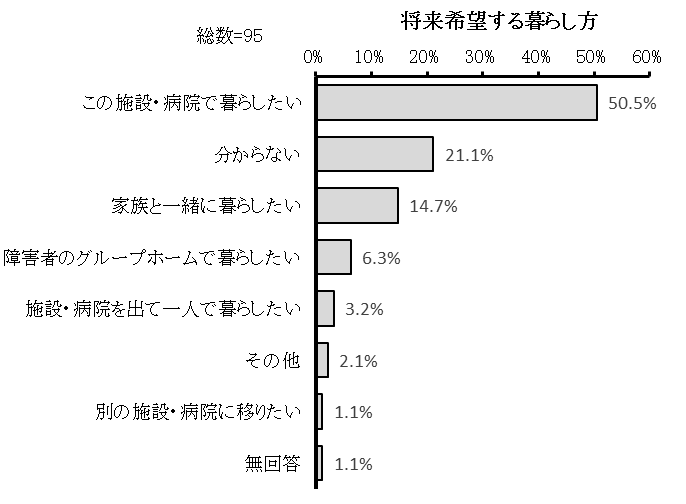 将来希望する暮らし方
総数=95
0% 10% 20% 30% 40% 50% 60%
この施設・病院で暮らしたい 50.5%
分からない 21.1%
家族と一緒に暮らしたい 14.7%
障害者のグループホームで暮らしたい 6.3%
施設・病院を出て一人で暮らしたい 3.2%
その他 2.1%
別の施設・病院に移りたい 1.1%
無回答 1.1%